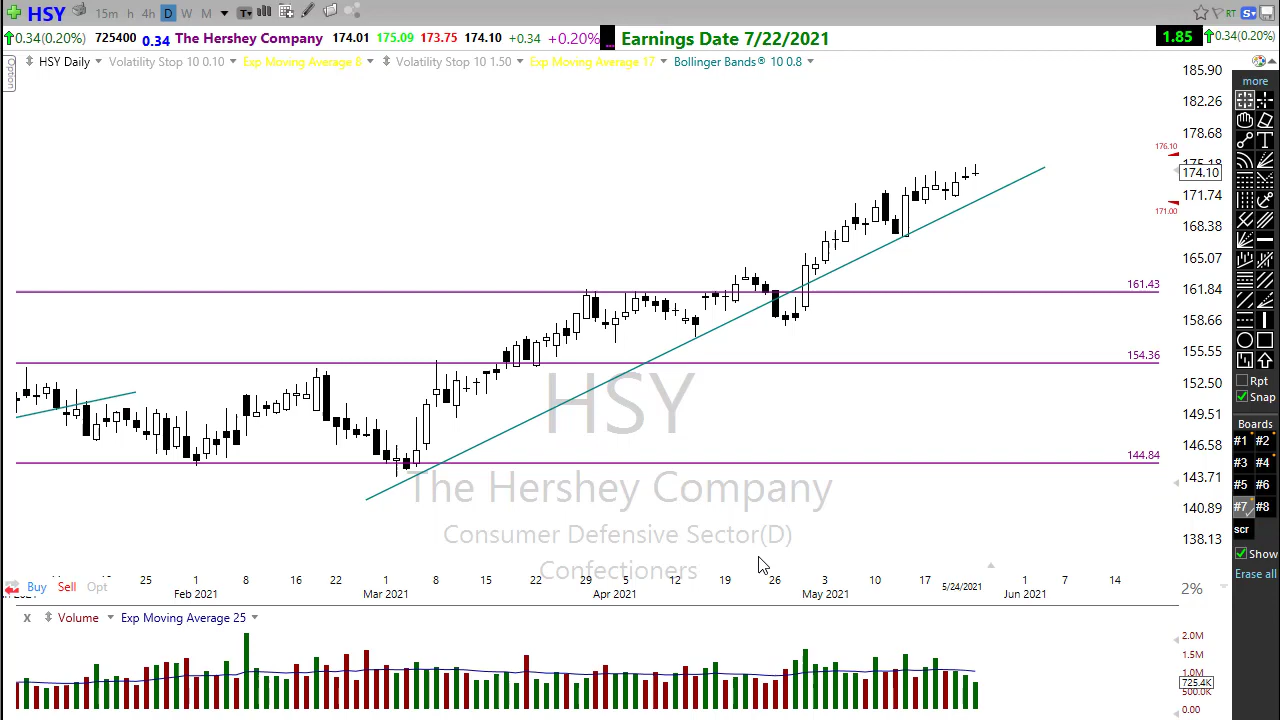 HSY 15m h 4h D W M T RT S
0.34(0.20%) 725400 0.34 The Hershey Company 174.01 175.09 173.75 174.10 +0.34 +0.20% ... Earnings Date 7/22/2021 1.85 0.34(0.20%)
Option
HSY Daily Volatility Stop 10 0.10 Exp Moving Average 8 Volatility Stop 10 1.50 Exp Moving Average 17 Bollinger Bands® 10 0.8
185.90
182.26
178.68
176.10
175.18
174.10
171.74
171.00
168.38
165.07
161.43
161.84
158.66
154.36
155.55
152.50
149.51
146.58
144.84
143.71
140.89
138.13
HSY
The Hershey Company
Consumer Defensive Sector(D)
Confectioners
more
Rpt
Snap
Boards
#1 #2
#3 #4
#5 #6
#7 #8
scr
Show
Erase all
Buy Sell Opt
25 1 8 16 22 1 8 15 22 29 5 12 19 26 3 10 17 5/24/2021 1 7 14
2021 Feb 2021 Mar 2021 Apr 2021 May 2021 Jun 2021
2%
X Volume Exp Moving Average 25
2.0M
1.5M
1.0M
725.4K
500.0K
0.00